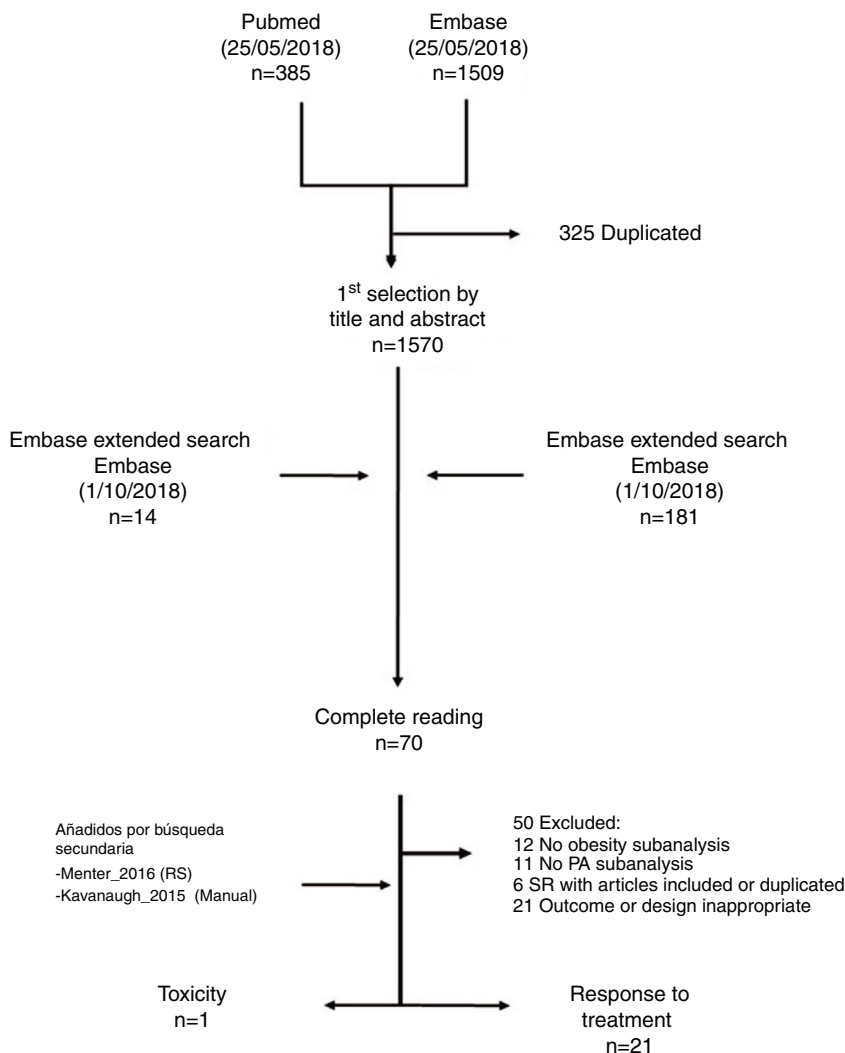 Pubmed
(25/05/2018)
n=385
Embase
(25/05/2018)
n=1509
325 Duplicated
1st selection by
title and abstract
n=1570
Embase extended search
Embase
(1/10/2018)
n=14
Embase extended search
Embase
(1/10/2018)
n=181
Complete reading
n=70
Añadidos por búsqueda
secundaria
-Menter_2016 (RS)
-Kavanaugh_2015 (Manual)
50 Excluded:
12 No obesity subanalysis
11 No PA subanalysis
6 SR with articles included or duplicated
21 Outcome or design inappropriate
Toxicity
n=1
Response to
treatment
n=21